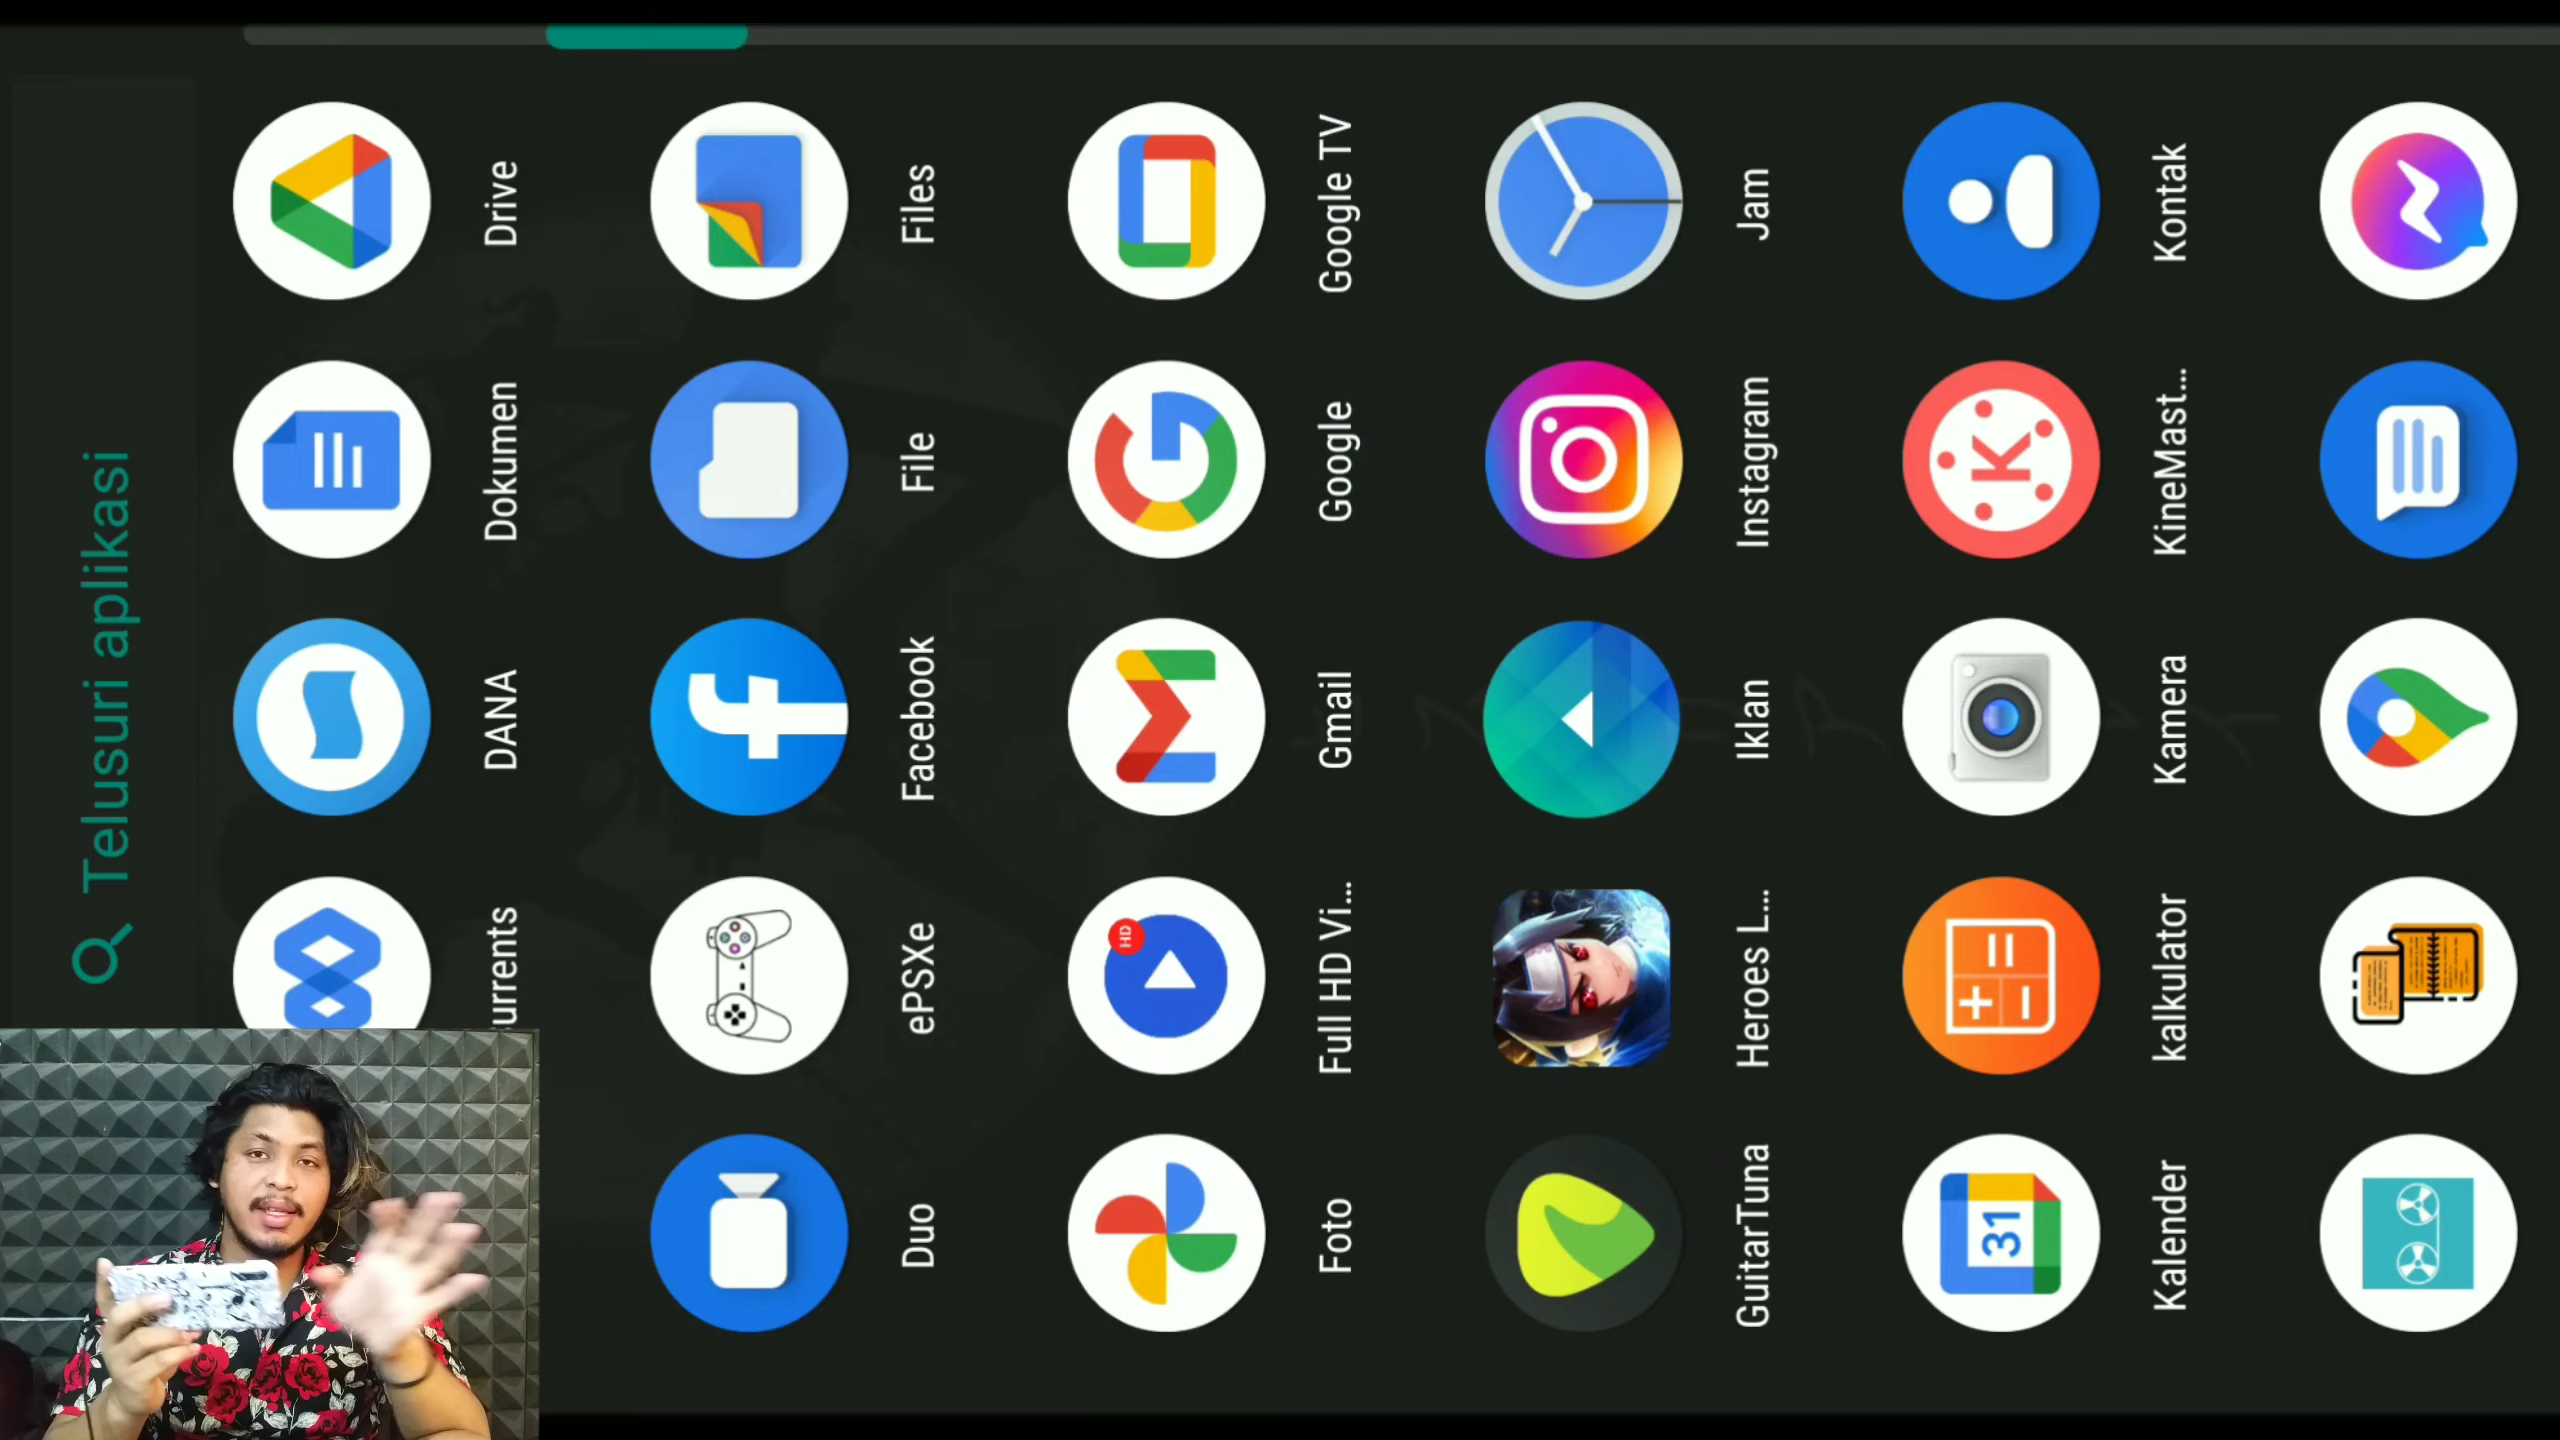 Telusuri aplikasi
urrents DANA Dokumen Drive
Duo ePSXe Facebook File Files
HD
Foto Full HD Vi... Gmail Google Google TV
GuitarTuna Heroes L... Iklan Instagram Jam
31
K
Kalender kalkulator Kamera KineMast... Kontak